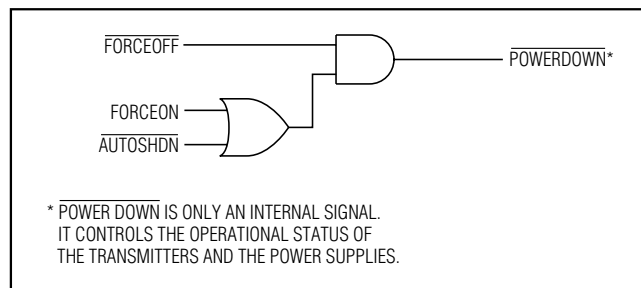 FORCEOFF
POWERDOWN*
FORCEON
AUTOSHDN
* POWER DOWN IS ONLY AN INTERNAL SIGNAL.
IT CONTROLS THE OPERATIONAL STATUS OF
THE TRANSMITTERS AND THE POWER SUPPLIES.